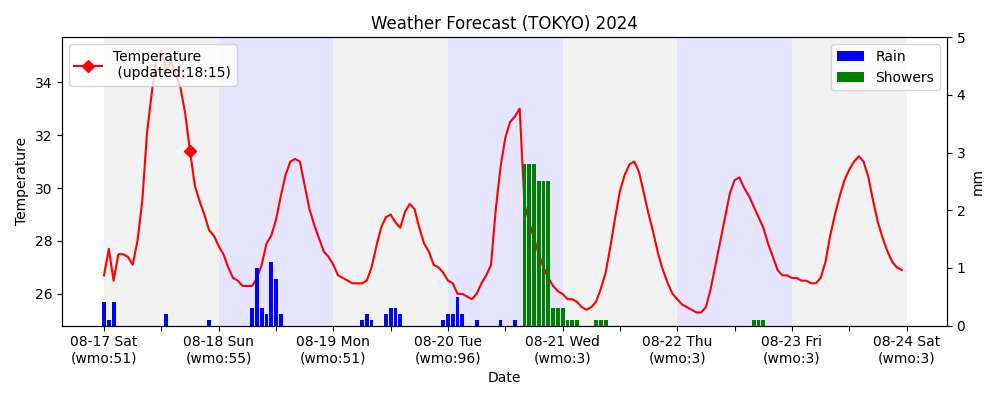 Weather Forecast (TOKYO) 2024
Temperature
(updated:18:15)
Rain
Showers
Temperature
34
32
30
28
26
5
4
3
2
1
0
mm
08-17 Sat 08-18 Sun 08-19 Mon 08-20 Tue 08-21 Wed 08-22 Thu 08-23 Fri 08-24 Sat
(wmo:51) (wmo:55) (wmo:51) (wmo:96) (wmo:3) (wmo:3) (wmo:3) (wmo:3)
Date